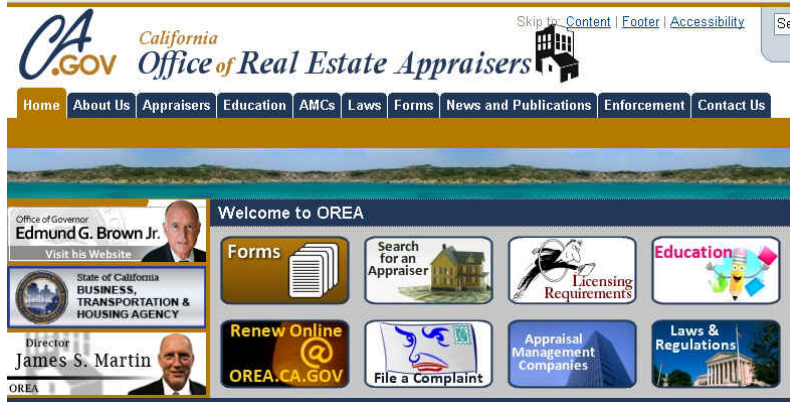 Skip to: Content | Footer | Accessibility
Se
CA
.GOV
California
Office of Real Estate Appraisers
Home About Us Appraisers Education AMCs Laws Forms News and Publications Enforcement Contact Us
Office of Governor
Edmund G. Brown Jr.
Visit his Website
State of California
BUSINESS,
TRANSPORTATION &
HOUSING AGENCY
Director
James S. Martin
OREA
Welcome to OREA
Forms
Search
for an
Appraiser
Licensing
Requirements
Education
Renew Online
@
OREA.CA.GOV
File a Complaint
Appraisal
Management
Companies
Laws &
Regulations